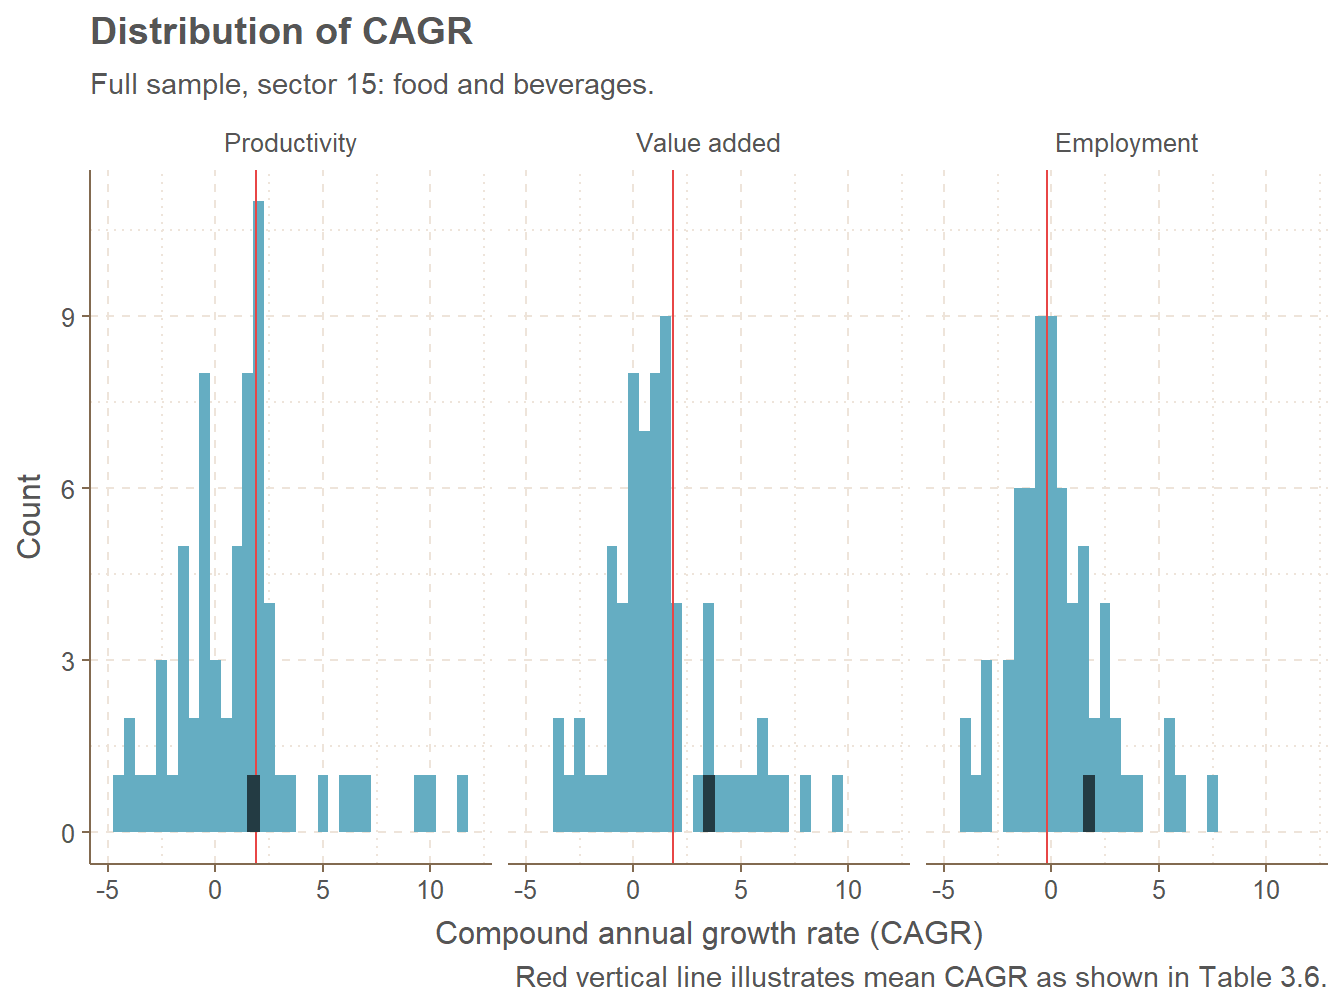 Distribution of CAGR
Full sample, sector 15: food and beverages.
Productivity
Value added
Employment
Count
9
6
3
0
-5 0 5 10
-5 0 5 10
-5 0 5 10
Compound annual growth rate (CAGR)
Red vertical line illustrates mean CAGR as shown in Table 3.6.